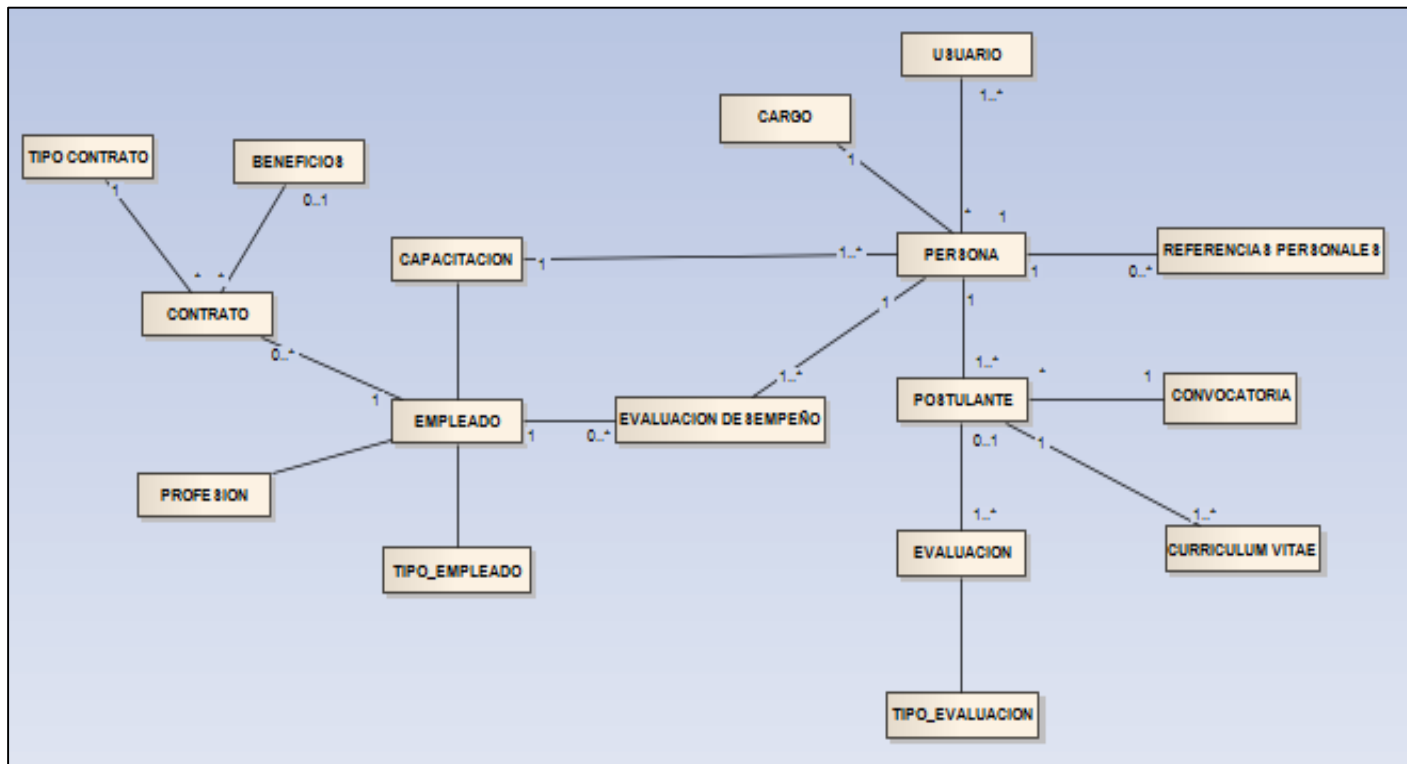 USUARIO
1..*
CARGO
1
TIPO CONTRATO
1
BENEFICIOS
0..1
* 1
PERSONA
REFERENCIAS PERSONALES
CAPACITACION
1
1..*
1
0..*
* *
CONTRATO
0..*
1
1
1..*
1..*
* 1
CONVOCATORIA
POSTULANTE
1
EMPLEADO
1
0..*
EVALUACION DESEMPEÑO
0..1
1
PROFESION
1..*
1..*
EVALUACION
CURRICULUM VITAE
TIPO_EMPLEADO
TIPO_EVALUACION